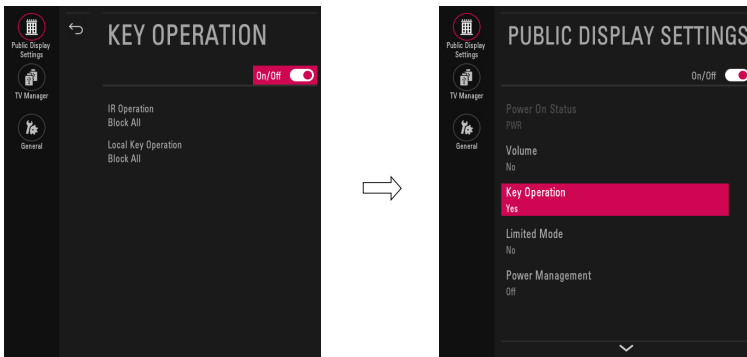 Public Display
Settings
TV Manager
General
KEY OPERATION
On/Off
IR Operation
Block All
Local Key Operation
Block All
Public Display
Settings
TV Manager
General
PUBLIC DISPLAY SETTINGS
On/Off
Power On Status
PWR
Volume
No
Key Operation
Yes
Limited Mode
No
Power Management
Off